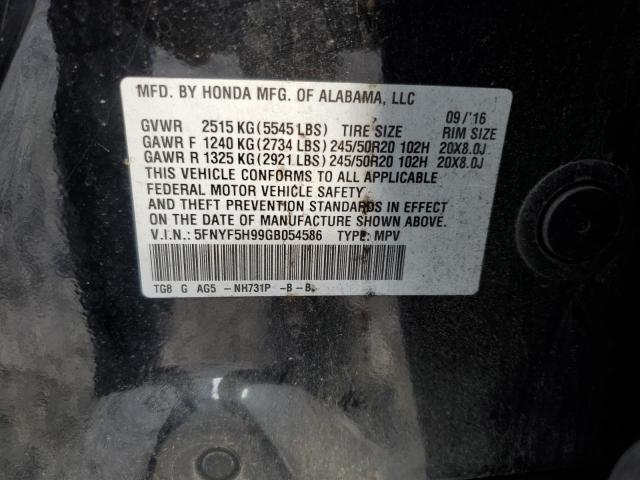 MFD. BY HONDA MFG. OF ALABAMA, LLC
09/'16
GVWR 2515 KG (5545 LBS) TIRE SIZE RIM SIZE
GAWR F 1240 KG (2734 LBS) 245/50R20 102H 20X8.0J
GAWR R 1325 KG (2921 LBS) 245/50R20 102H 20X8.0J
THIS VEHICLE CONFORMS TO ALL APPLICABLE
FEDERAL MOTOR VEHICLE SAFETY
AND THEFT PREVENTION STANDARDS IN EFFECT
ON THE DATE OF MANUFACTURE SHOWN ABOVE.
V.I.N.: 5FNYF5H99GB054586 TYPE: MPV
TG8 G AG5 -NH731P -B -B.